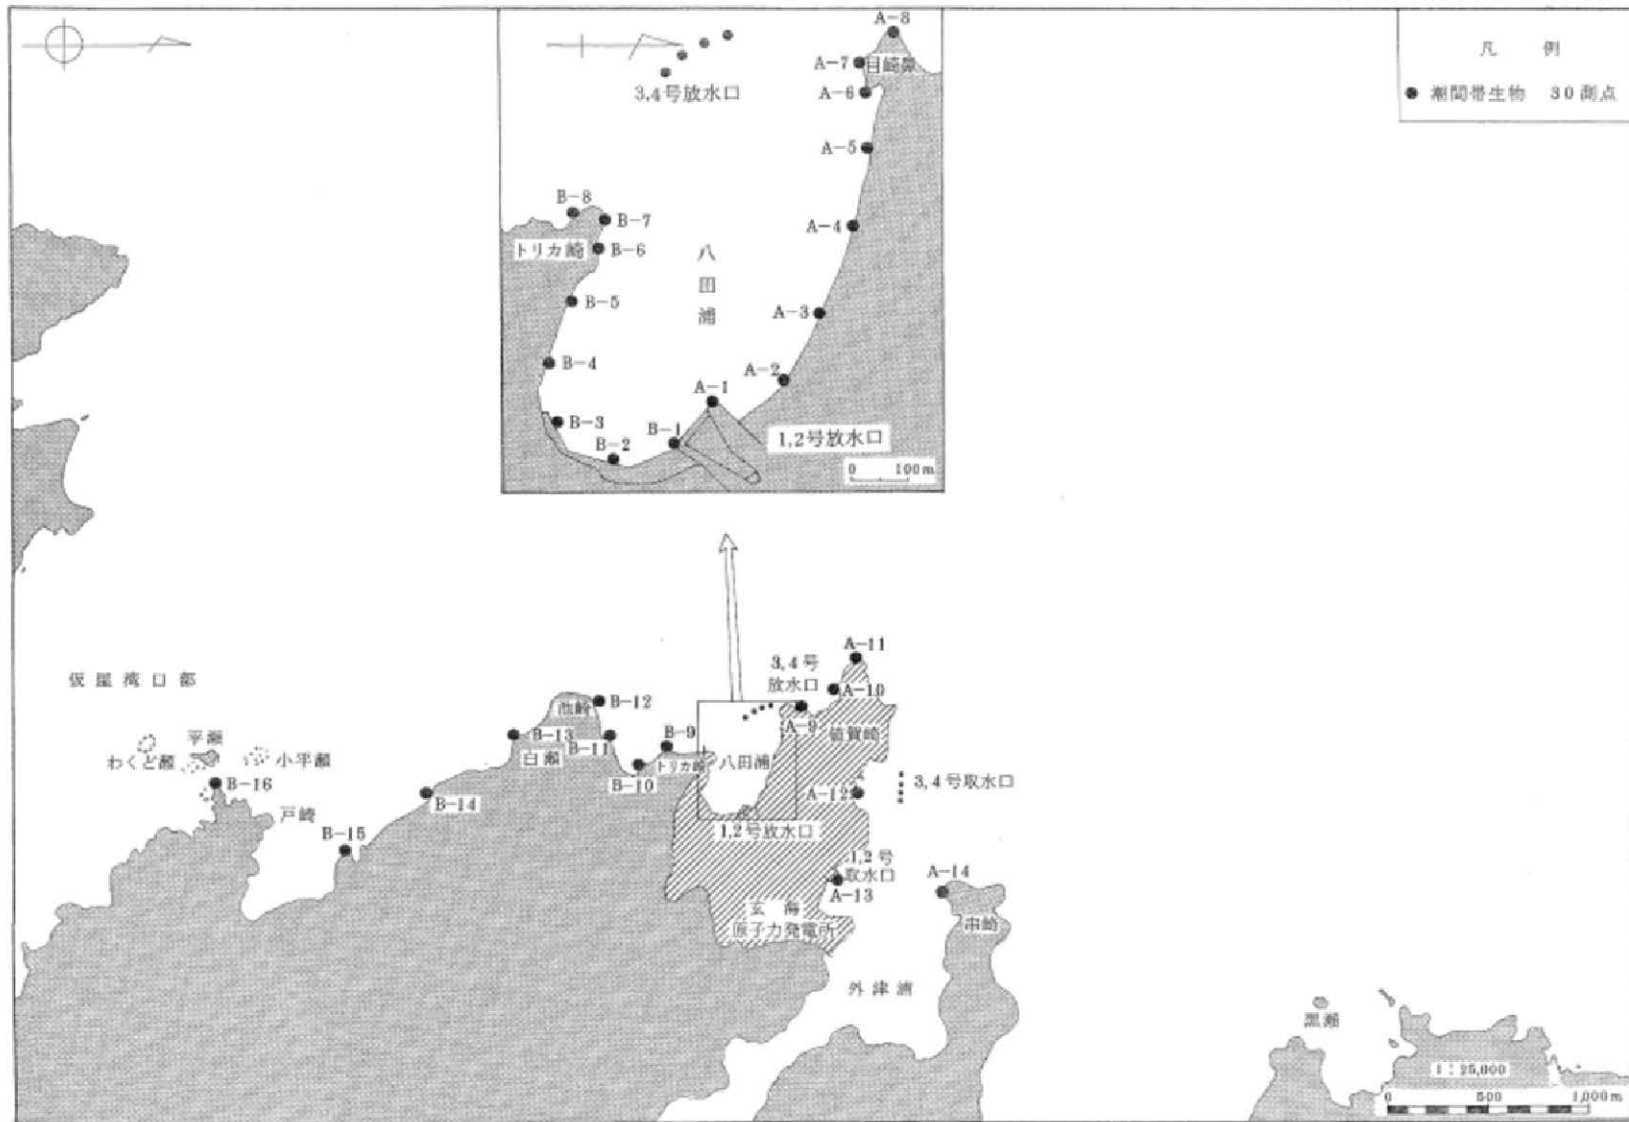 凡 例
● 潮間帯生物 30測点
A-8
A-7
目崎鼻
A-6
3,4号放水口
A-5
B-8
B-7
A-4
トリカ崎
B-6
八田浦
B-5
A-3
B-4
A-2
A-1
B-3
B-1
B-2
1,2号放水口
0 100m
A-11
3,4号
放水口
A-10
A-9
値賀崎
仮屋湾口部
池崎
B-12
B-13
B-11
B-9
平瀬
わくど瀬
小平瀬
白瀬
トリカ崎
八田浦
B-10
3,4号取水口
B-16
A-12
B-14
戸崎
1,2号放水口
B-15
1,2号
取水口
A-14
A-13
玄海
原子力発電所
串崎
外津浦
黒瀬
1:25,000
0 500 1,000m